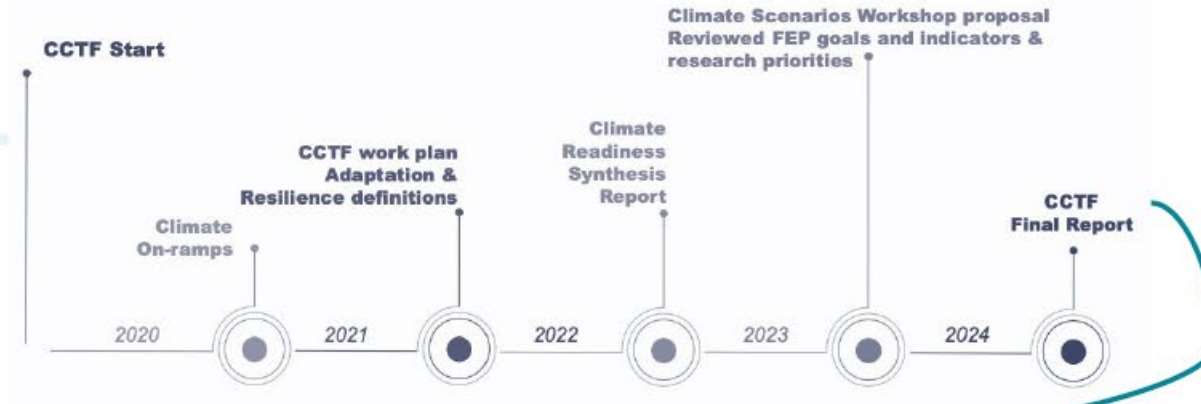 CCTF Start
Climate
On-ramps
CCTF work plan
Adaptation &
Resilience definitions
Climate
Readiness
Synthesis
Report
Climate Scenarios Workshop proposal
Reviewed FEP goals and indicators &
research priorities
CCTF
Final Report
2020
2021
2022
2023
2024